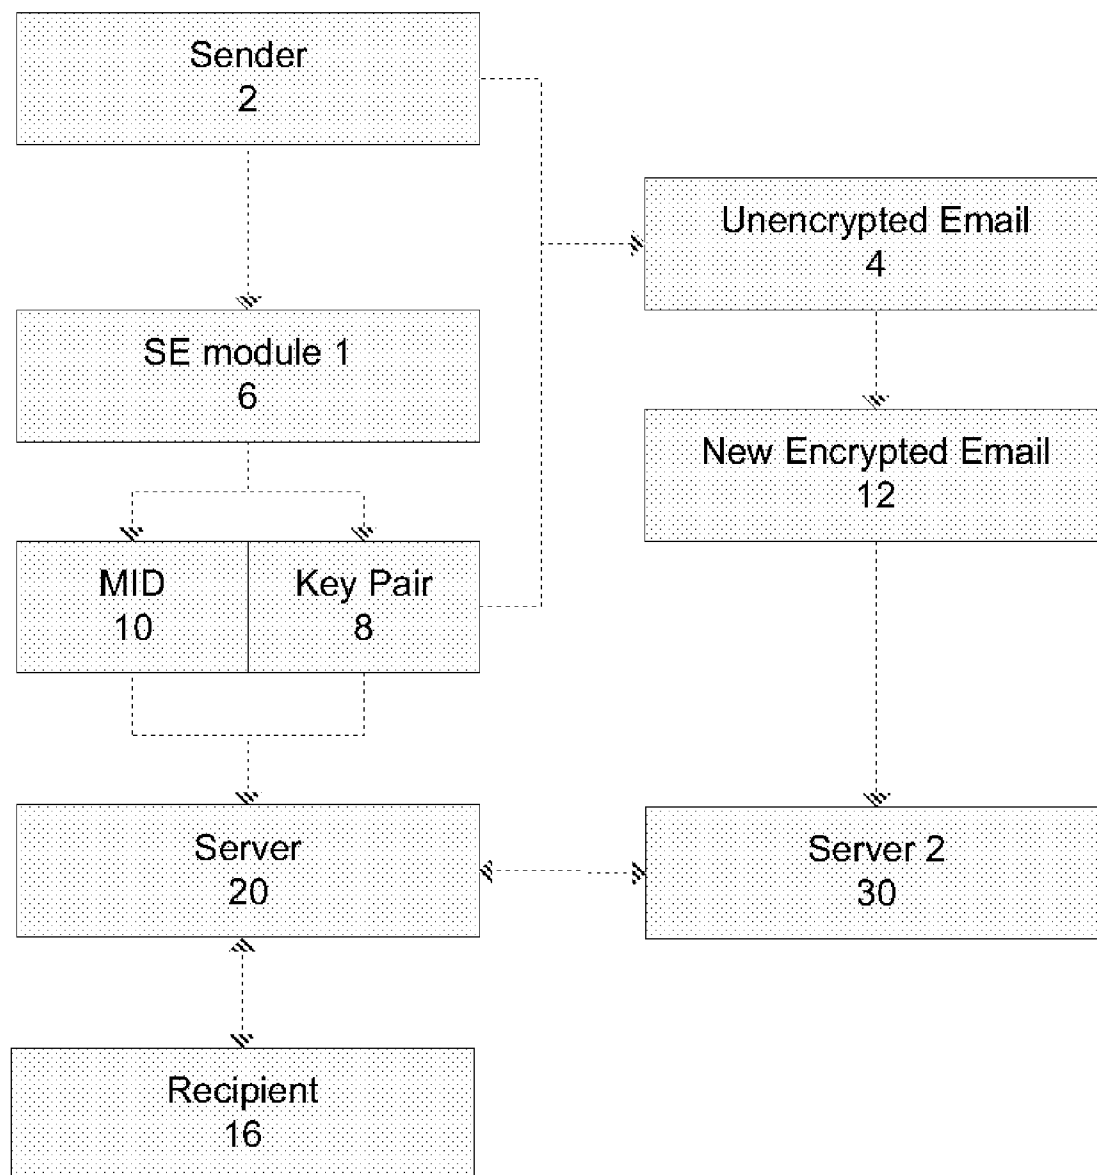 Sender
2
Unencrypted Email
4
SE module 1
6
New Encrypted Email
12
MID
10
Key Pair
8
Server
20
Server 2
30
Recipient
16